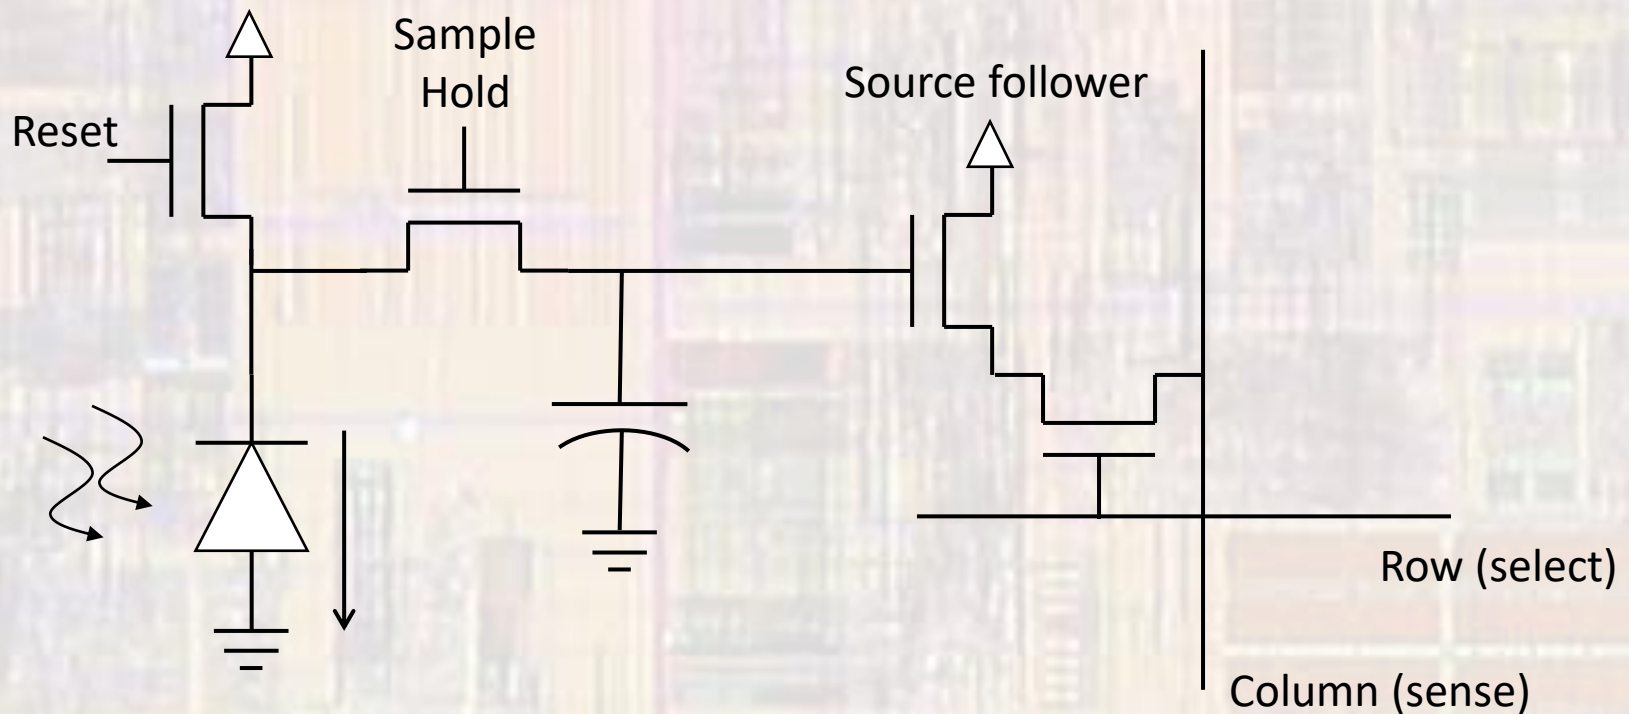 Sample
Hold
Source follower
Reset
Row (select)
Column (sense)